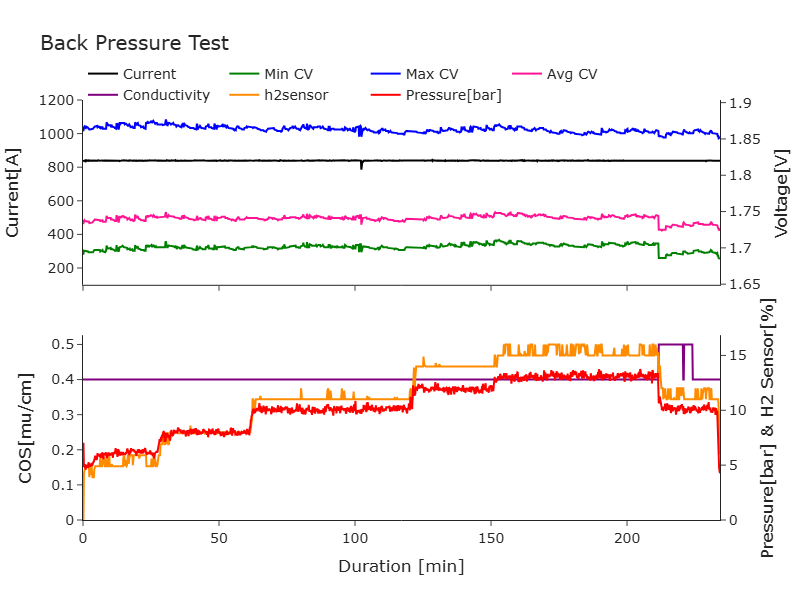 Back Pressure Test
Current Min CV Max CV Avg CV
Conductivity h2sensor Pressure[bar]
1200
1000
800
600
400
200
Current[A]
1.9
1.85
1.8
1.75
1.7
1.65
Voltage[V]
0.5
0.4
0.3
0.2
0.1
0
COS[mu/cm]
15
10
5
0
Pressure[bar] & H2 Sensor[%]
0 50 100 150 200
Duration [min]